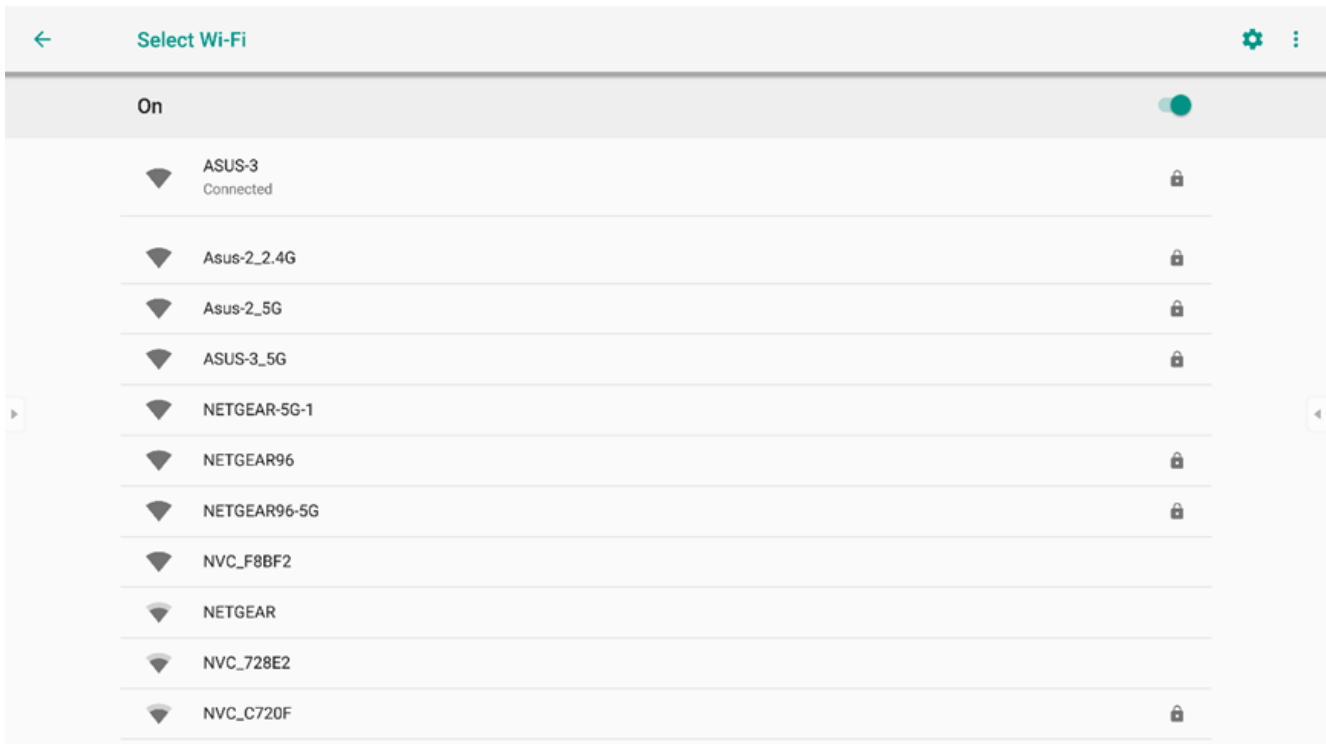 Select Wi-Fi
On
ASUS-3
Connected
Asus-2_2.4G
Asus-2_5G
ASUS-3_5G
NETGEAR-5G-1
NETGEAR96
NETGEAR96-5G
NVC_F8BF2
NETGEAR
NVC_728E2
NVC_C720F